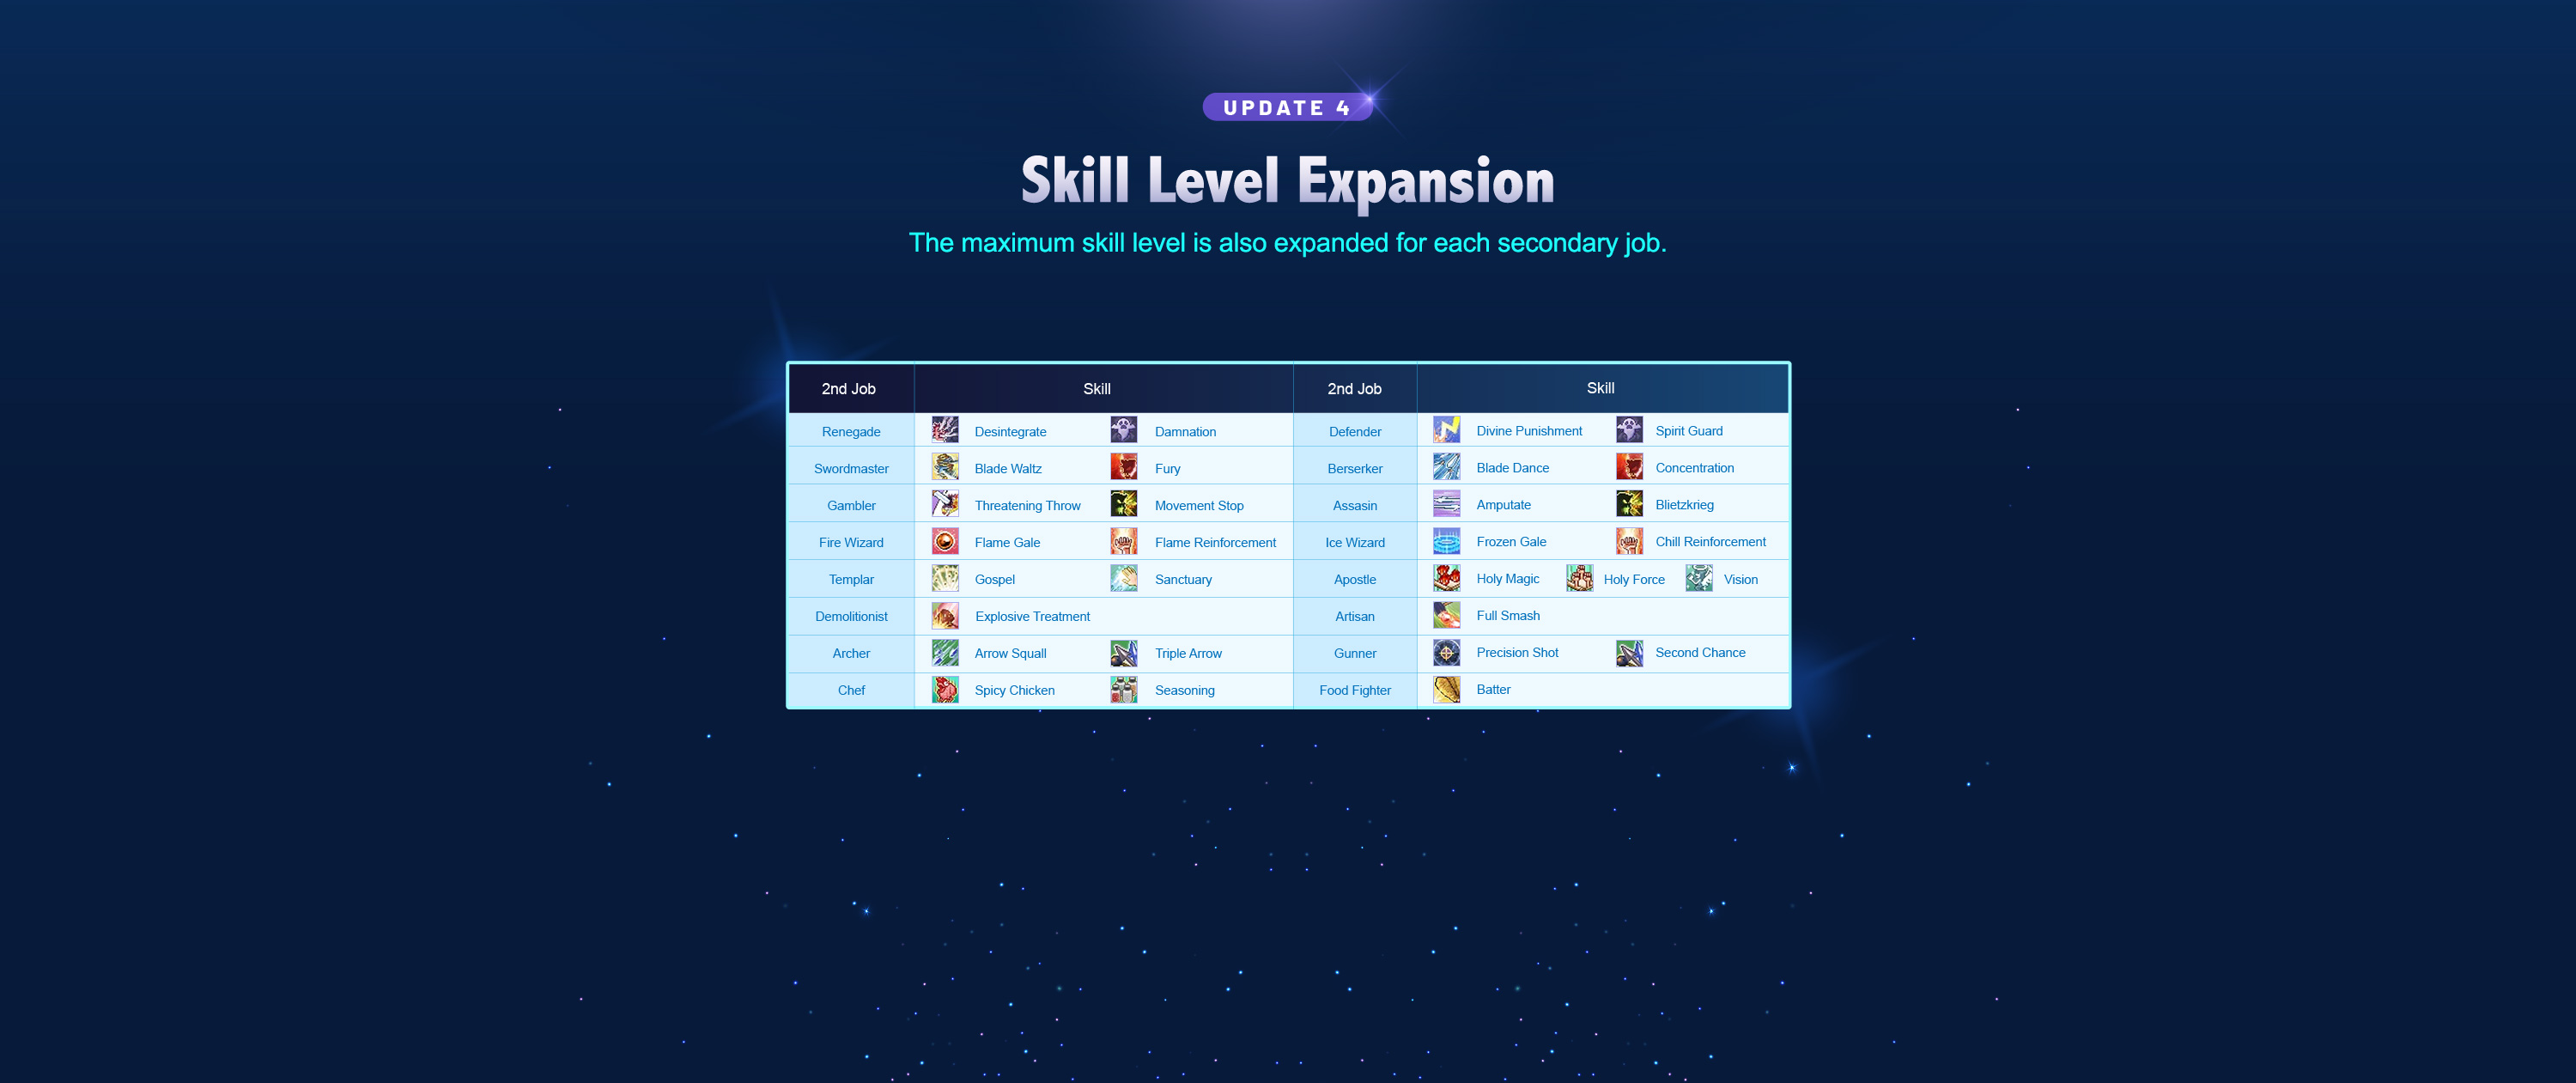 UPDATE 4
Skill Level Expansion
The maximum skill level is also expanded for each secondary job.
2nd Job Skill 2nd Job Skill
Renegade Desintegrate Damnation Defender Divine Punishment Spirit Guard
Swordmaster Blade Waltz Fury Berserker Blade Dance Concentration
Gambler Threatening Throw Movement Stop Assasin Amputate Blietzkrieg
Fire Wizard Flame Gale Flame Reinforcement Ice Wizard Frozen Gale Chill Reinforcement
Templar Gospel Sanctuary Apostle Holy Magic Holy Force Vision
Demolitionist Explosive Treatment Artisan Full Smash
Archer Arrow Squall Triple Arrow Gunner Precision Shot Second Chance
Chef Spicy Chicken Seasoning Food Fighter Batter